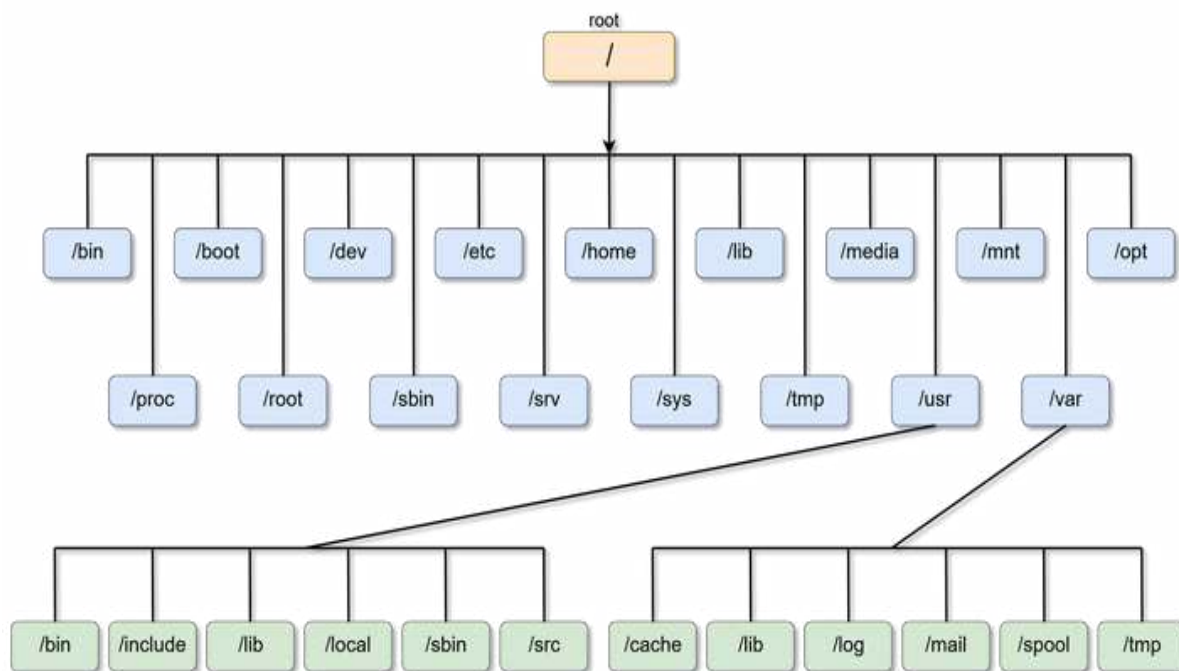 root
/
/bin /boot /dev /etc /home /lib /media /mnt /opt
/proc /root /sbin /srv /sys /tmp /usr /var
/bin /include /lib /local /sbin /src /cache /lib /log /mail /spool /tmp